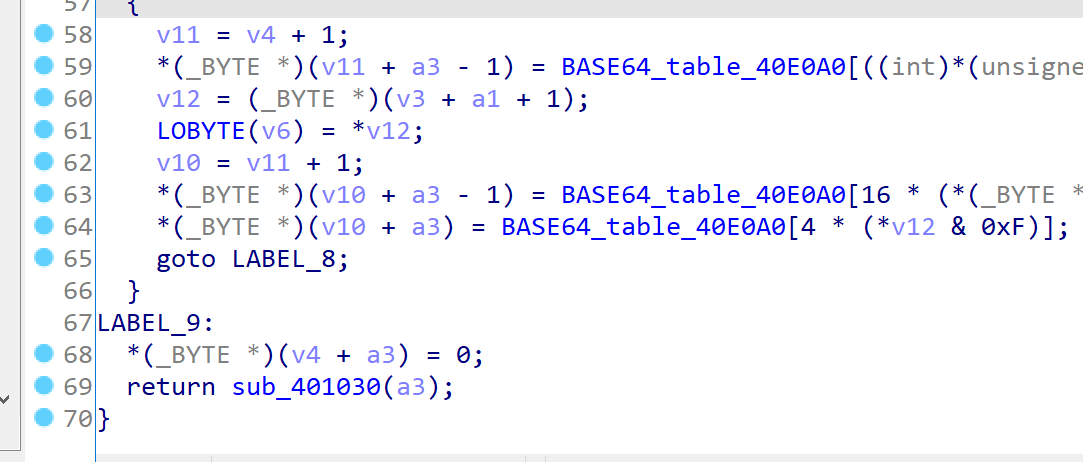 57 {
58 v11 = v4 + 1;
59 *(_BYTE *)(v11 + a3 - 1) = BASE64_table_40E0A0[((int)*(unsigne
60 v12 = (_BYTE *)(v3 + a1 + 1);
61 LOBYTE(v6) = *v12;
62 v10 = v11 + 1;
63 *(_BYTE *)(v10 + a3 - 1) = BASE64_table_40E0A0[16 * (*(_BYTE *
64 *(_BYTE *)(v10 + a3) = BASE64_table_40E0A0[4 * (*v12 & 0xF)];
65 goto LABEL_8;
66 }
67 LABEL_9:
68 *(_BYTE *)(v4 + a3) = 0;
69 return sub_401030(a3);
70 }